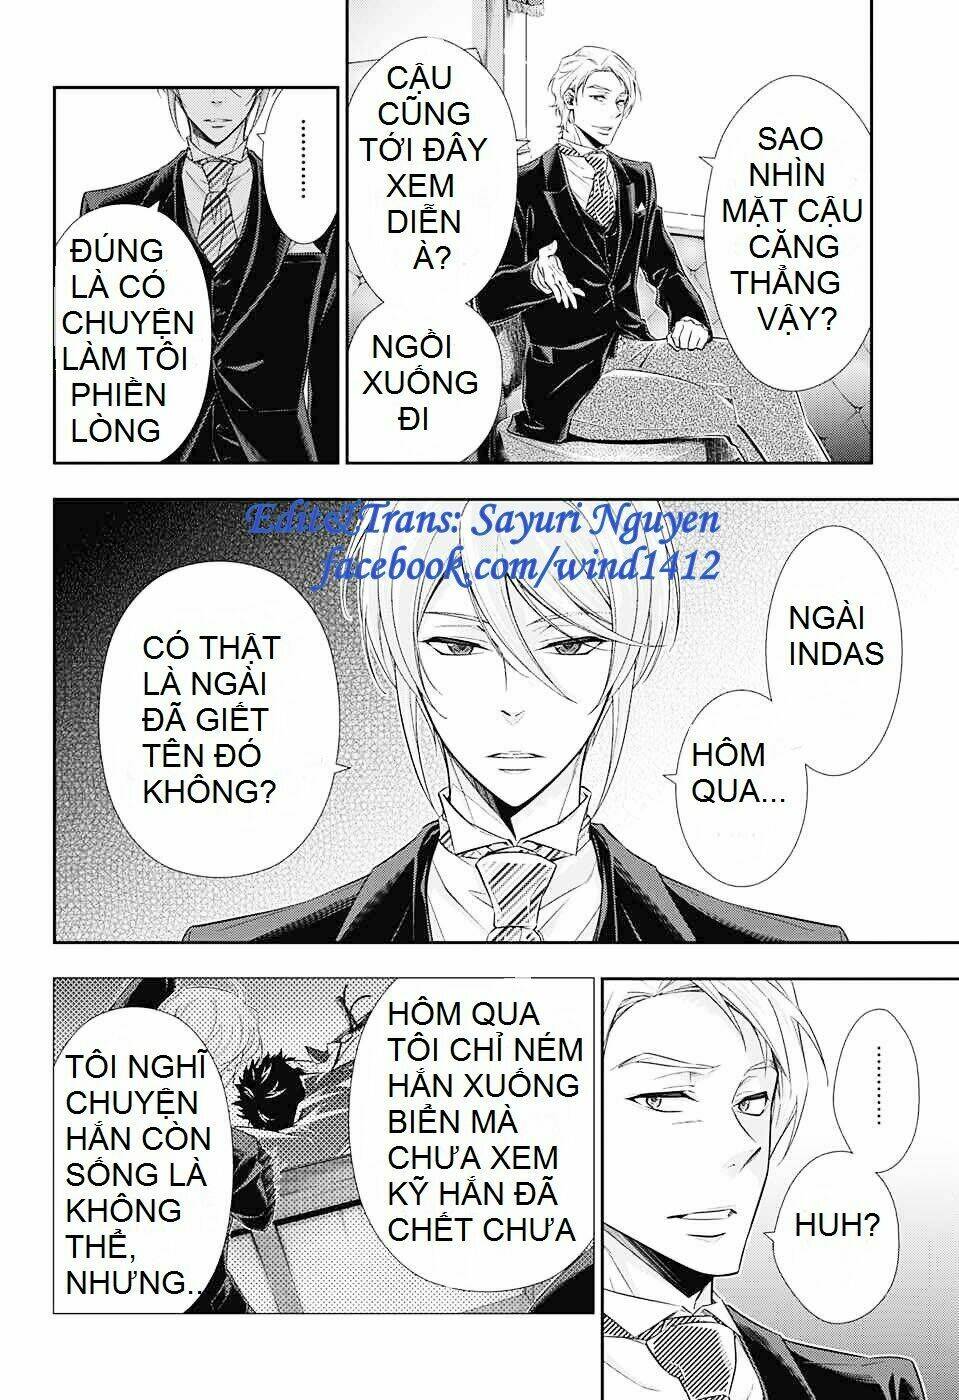 SAO
NHÌN
MẶT CẬU
CĂNG
THẲNG
VẬY?
CẬU
CŨNG
TỚI ĐÂY
XEM
DIỄN
À?
NGỒI
XUỐNG
ĐI
..........
ĐÚNG
LÀ CÓ
CHUYỆN
LÀM TÔI
PHIỀN
LÒNG
Edit&Trans: Sayuri Nguyen
facebook.com/wind1412
NGÀI
INDAS
HÔM
QUA...
CÓ THẬT
LÀ NGÀI
ĐÃ GIẾT
TÊN ĐÓ
KHÔNG?
..........
HUH?
HÔM QUA
TÔI CHỈ NÉM
HẮN XUỐNG
BIỂN MÀ
CHƯA XEM
KỸ HẮN ĐÃ
CHẾT CHƯA
TÔI NGHĨ
CHUYỆN
HẮN CÒN
SỐNG LÀ
KHÔNG
THỂ,
NHƯNG..